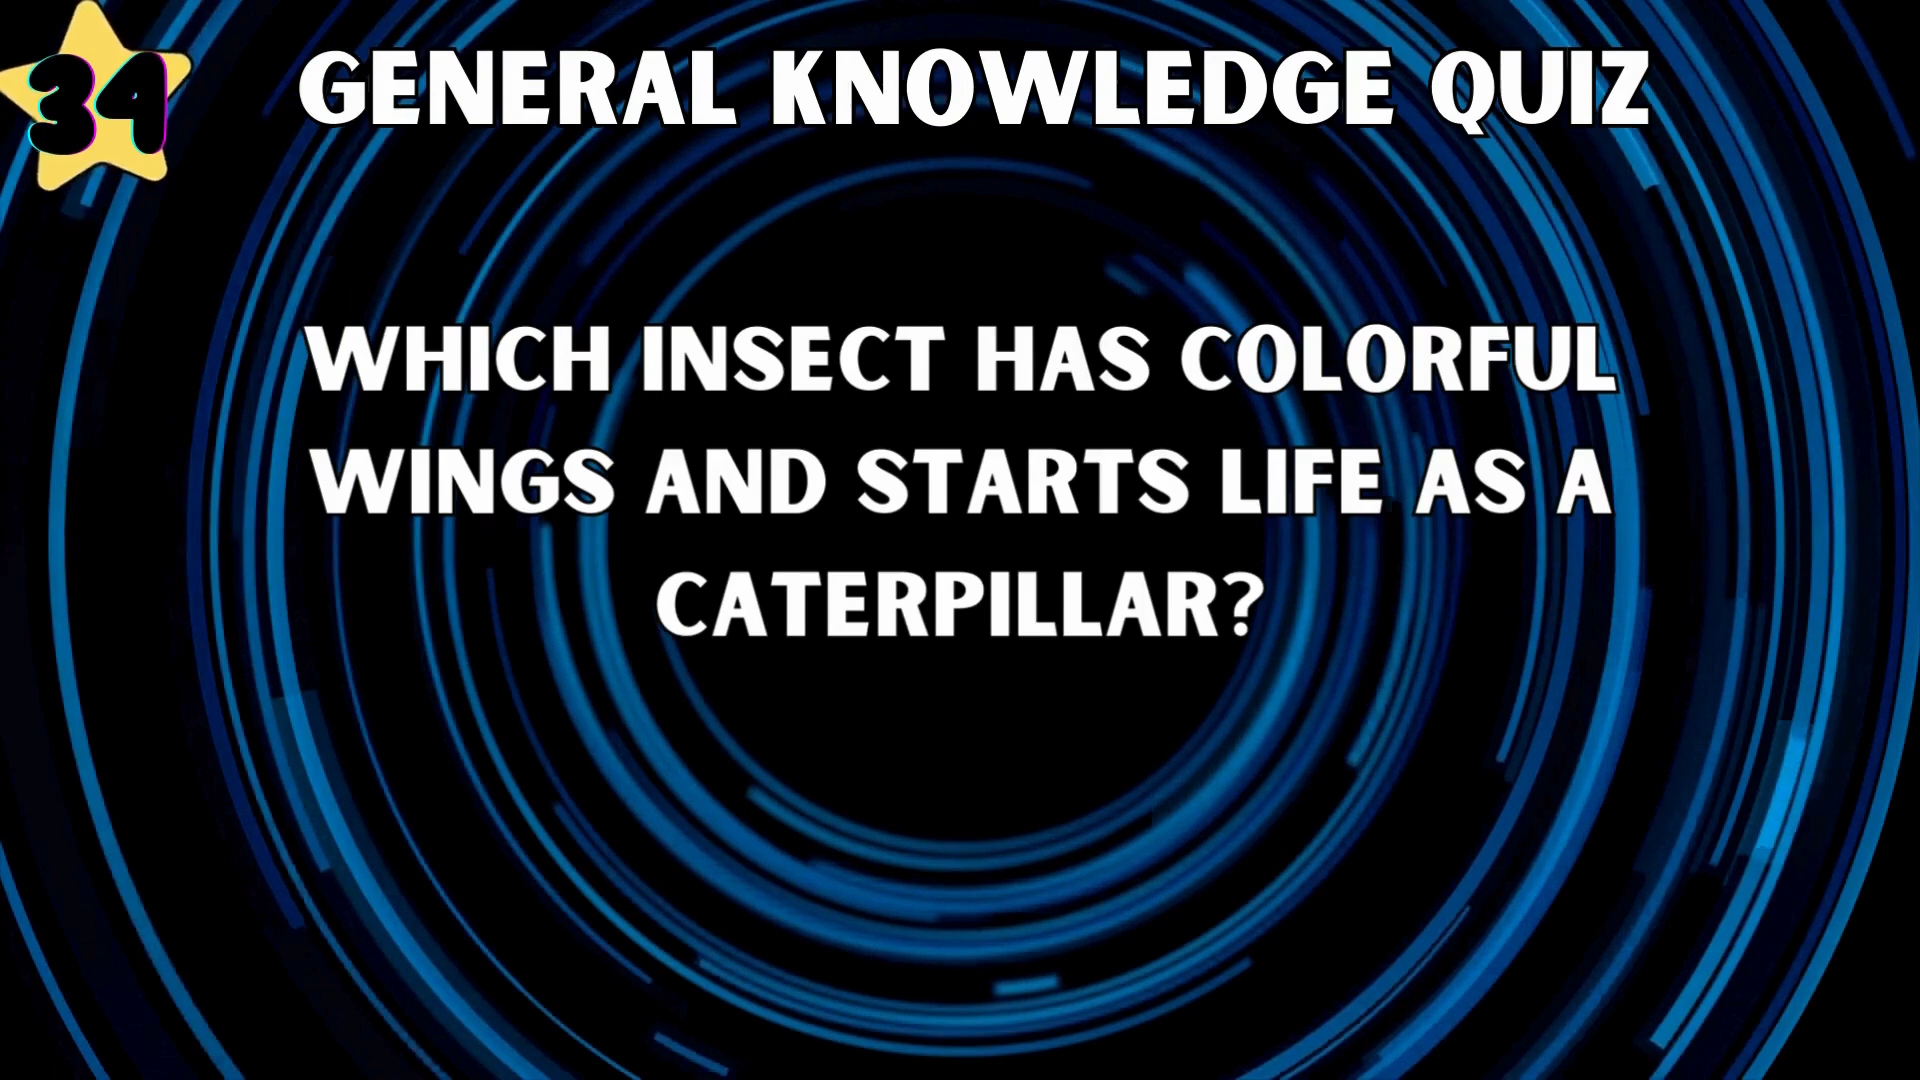 34
GENERAL KNOWLEDGE QUIZ
WHICH INSECT HAS COLORFUL
WINGS AND STARTS LIFE AS A
CATERPILLAR?